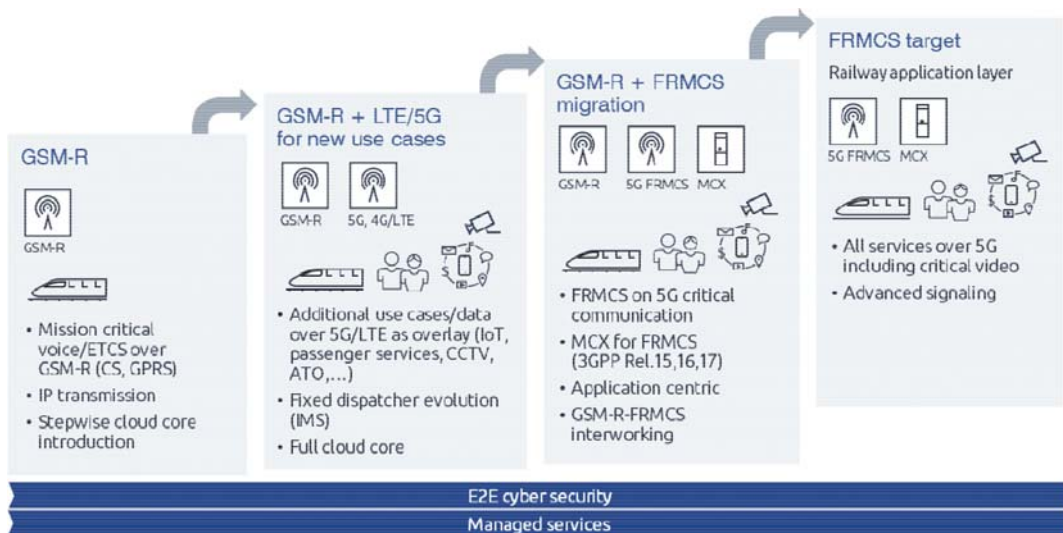 GSM-R
GSM-R
• Mission critical
voice/ETCS over
GSM-R (CS, GPRS)
• IP transmission
• Stepwise cloud core
introduction
GSM-R + LTE/5G
for new use cases
GSM-R
5G, 4G/LTE
• Additional use cases/data
over 5G/LTE as overlay (IoT,
passenger services, CCTV,
ATO,...)
• Fixed dispatcher evolution
(IMS)
• Full cloud core
GSM-R + FRMCS
migration
GSM-R
5G FRMCS
MCX
• FRMCS on 5G critical
communication
• MCX for FRMCS
(3GPP Rel.15,16,17)
• Application centric
• GSM-R-FRMCS
interworking
FRMCS target
Railway application layer
5G FRMCS
MCX
• All services over 5G
including critical video
• Advanced signaling
E2E cyber security
Managed services